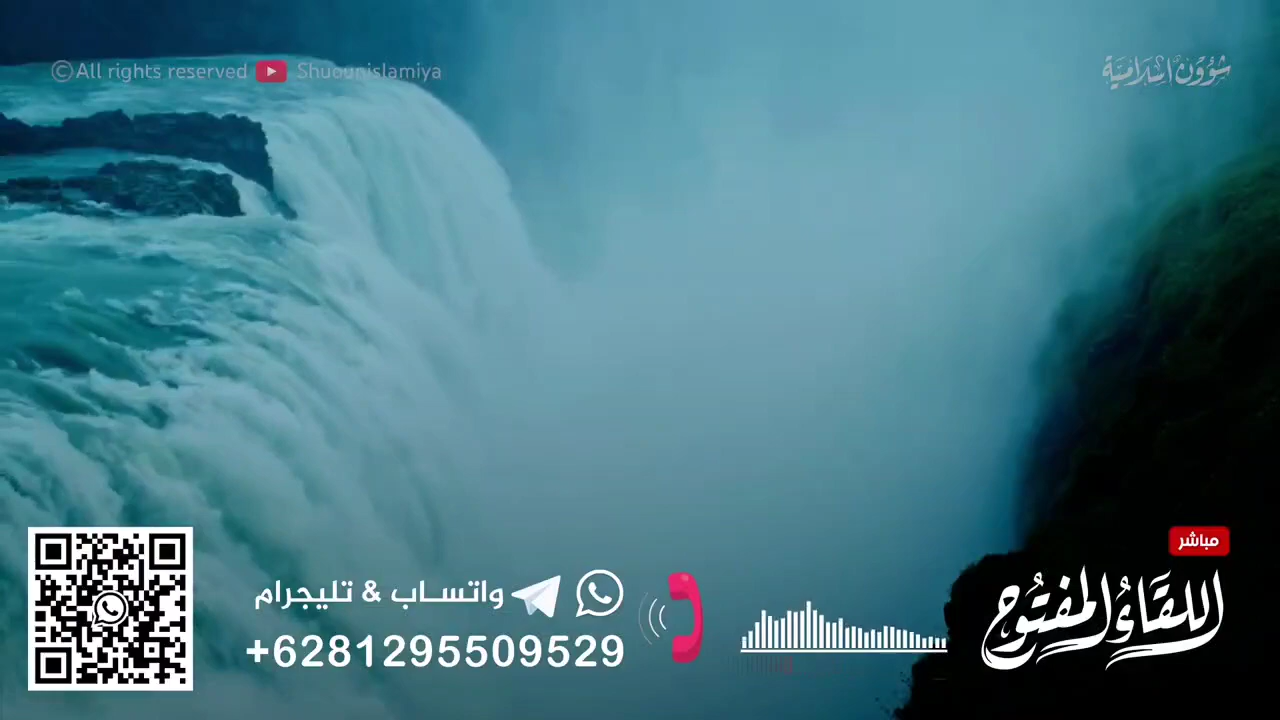 ©All rights reserved Shuounislamiya
شؤون إسلامية
مباشر
اللقاء المفتوح
واتساب & تليجرام
+6281295509529